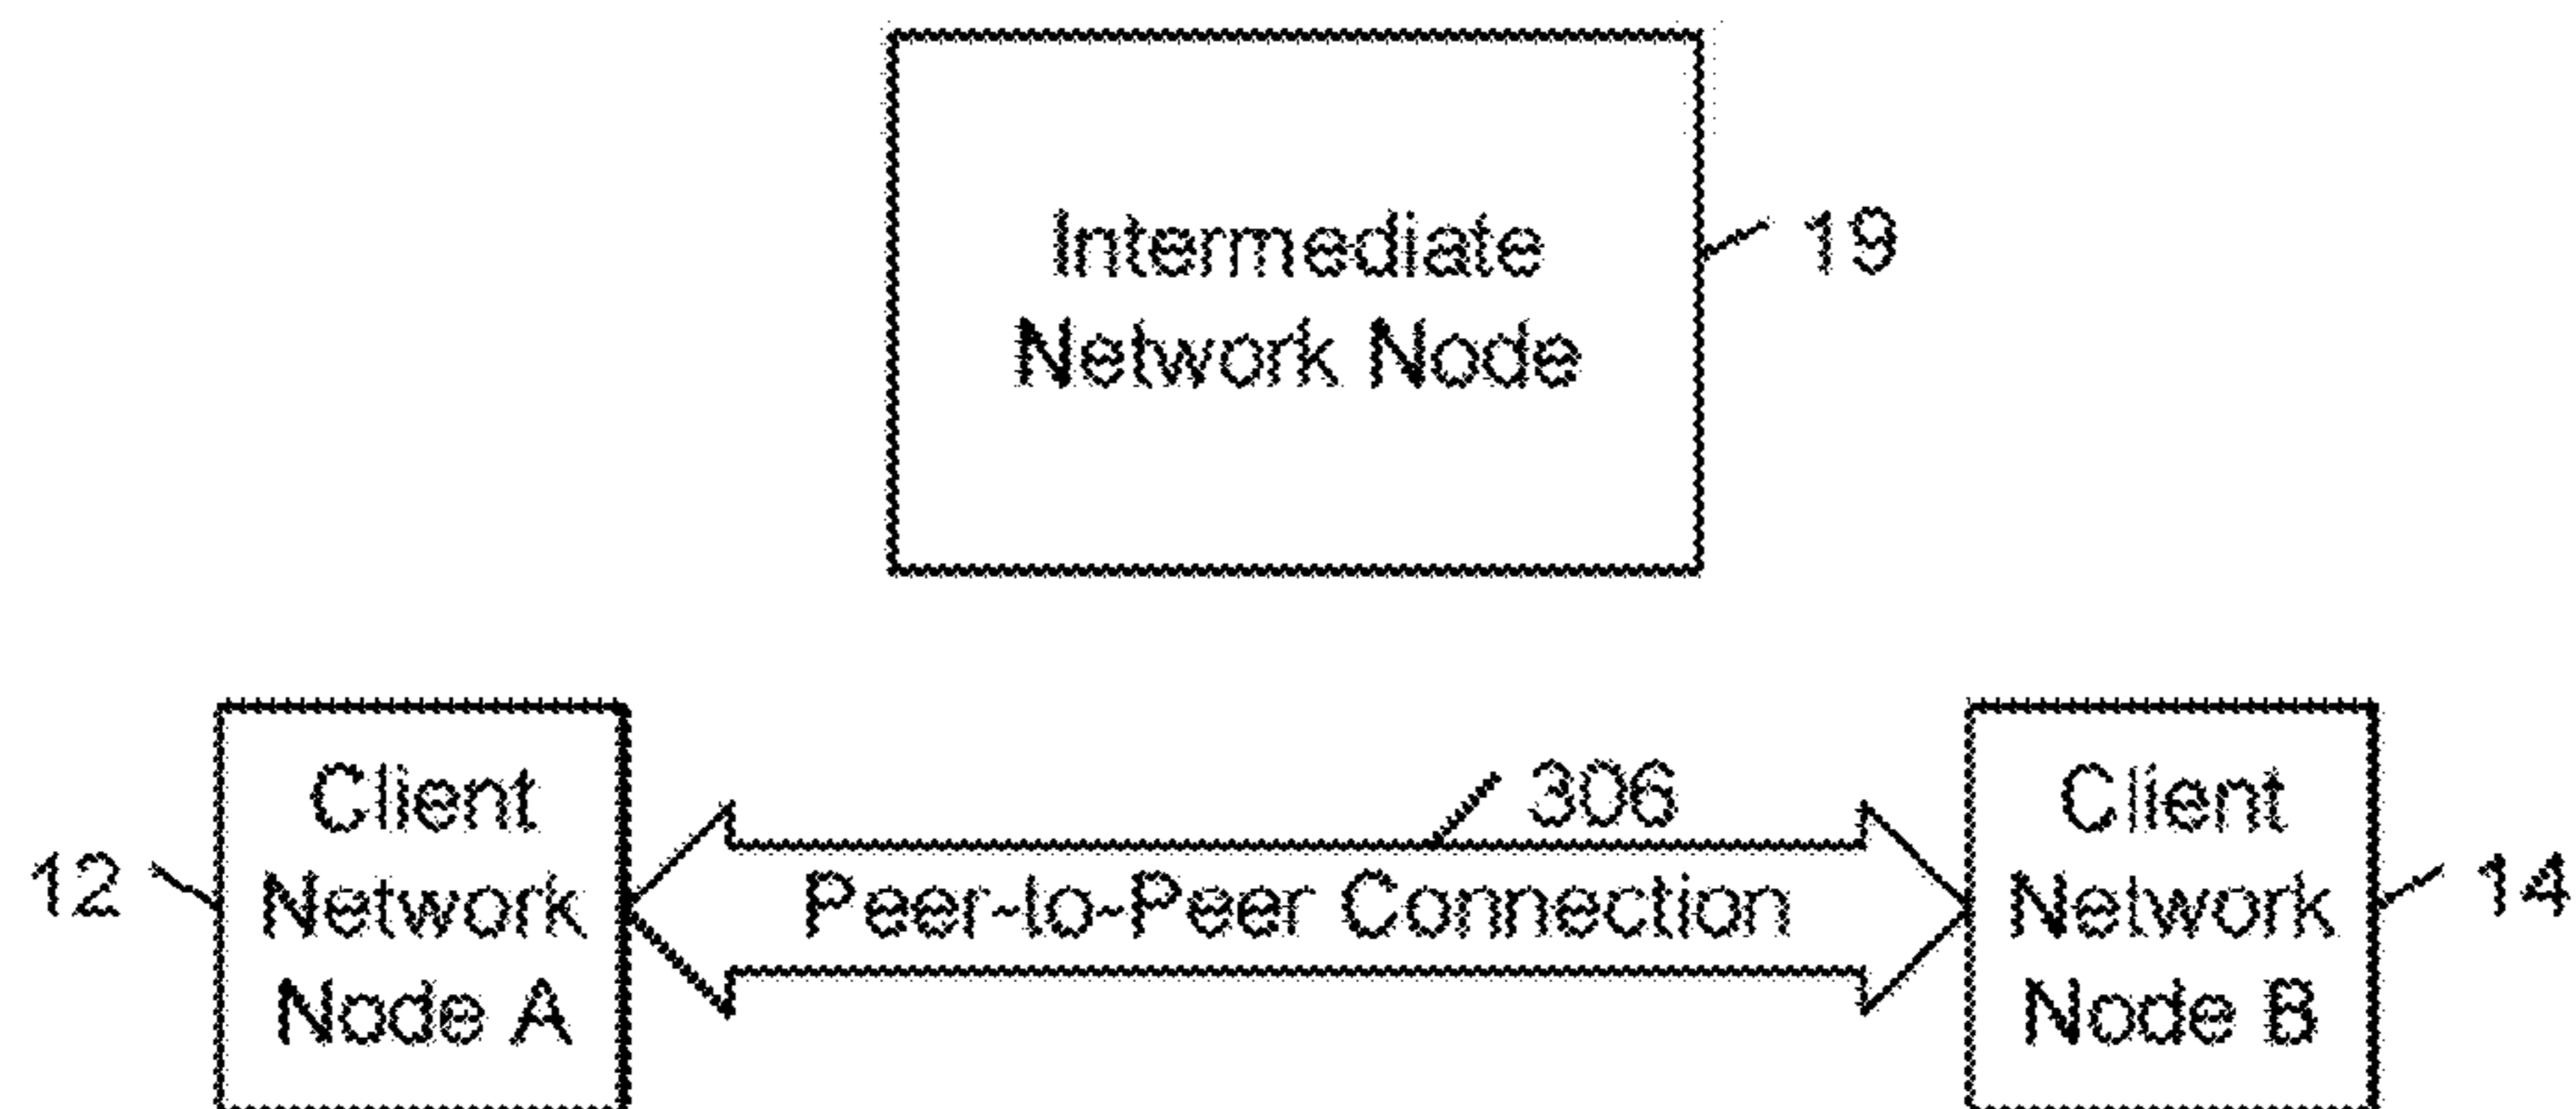 Intermediate
Network Node
19
306
Client
Network
Node A
12
Peer-to-Peer Connection
Client
Network
Node B
14